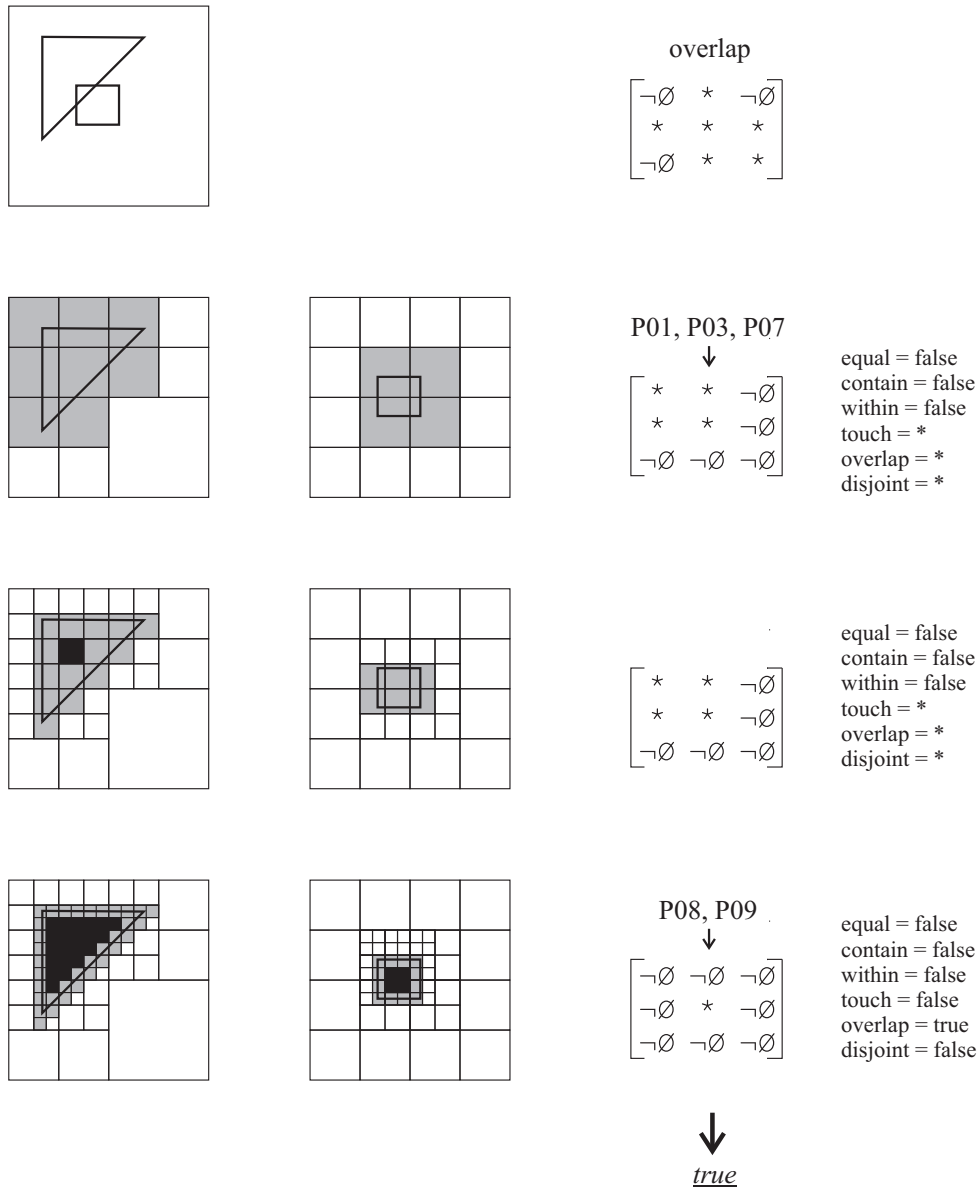 overlap
¬∅ * ¬∅
* * *
¬∅ * *
P01, P03, P07
* * ¬∅
* * ¬∅
¬∅ ¬∅ ¬∅
equal = false
contain = false
within = false
touch = *
overlap = *
disjoint = *
* * ¬∅
* * ¬∅
¬∅ ¬∅ ¬∅
equal = false
contain = false
within = false
touch = *
overlap = *
disjoint = *
P08, P09
¬∅ ¬∅ ¬∅
¬∅ * ¬∅
¬∅ ¬∅ ¬∅
equal = false
contain = false
within = false
touch = false
overlap = true
disjoint = false
true